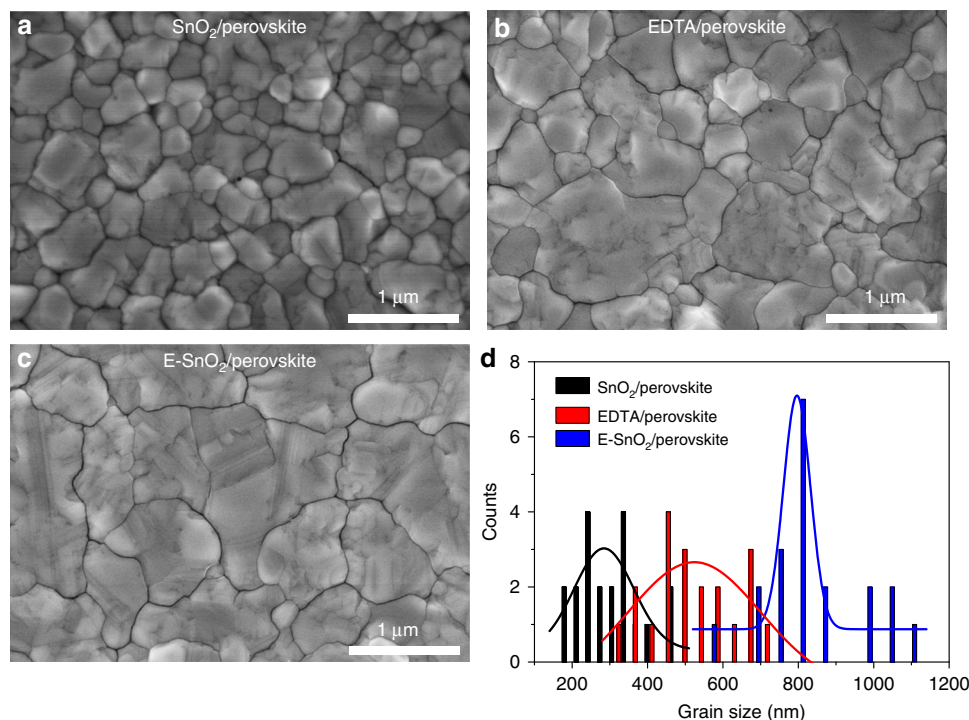 a
SnO₂/perovskite
1 μm
b
EDTA/perovskite
1 μm
c
E-SnO₂/perovskite
1 μm
d
8
6
4
2
0
Counts
SnO₂/perovskite
EDTA/perovskite
E-SnO₂/perovskite
200 400 600 800 1000 1200
Grain size (nm)